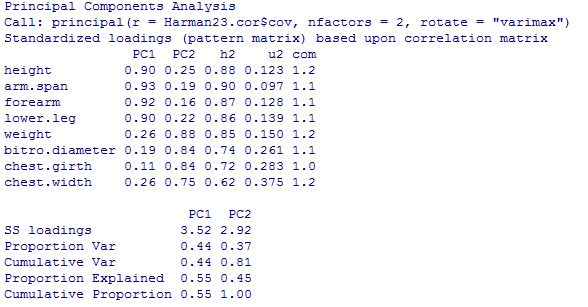 Principal Components Analysis
Call: principal(r = Harman23.cor$cov, nfactors = 2, rotate = "varimax")
Standardized loadings (pattern matrix) based upon correlation matrix
               PC1  PC2   h2    u2 com
height         0.90 0.25 0.88 0.123 1.2
arm.span       0.93 0.19 0.90 0.097 1.1
forearm        0.92 0.16 0.87 0.128 1.1
lower.leg      0.90 0.22 0.86 0.139 1.1
weight         0.26 0.88 0.85 0.150 1.2
bitro.diameter 0.19 0.84 0.74 0.261 1.1
chest.girth    0.11 0.84 0.72 0.283 1.0
chest.width    0.26 0.75 0.62 0.375 1.2
                       PC1  PC2
SS loadings           3.52 2.92
Proportion Var        0.44 0.37
Cumulative Var        0.44 0.81
Proportion Explained  0.55 0.45
Cumulative Proportion 0.55 1.00